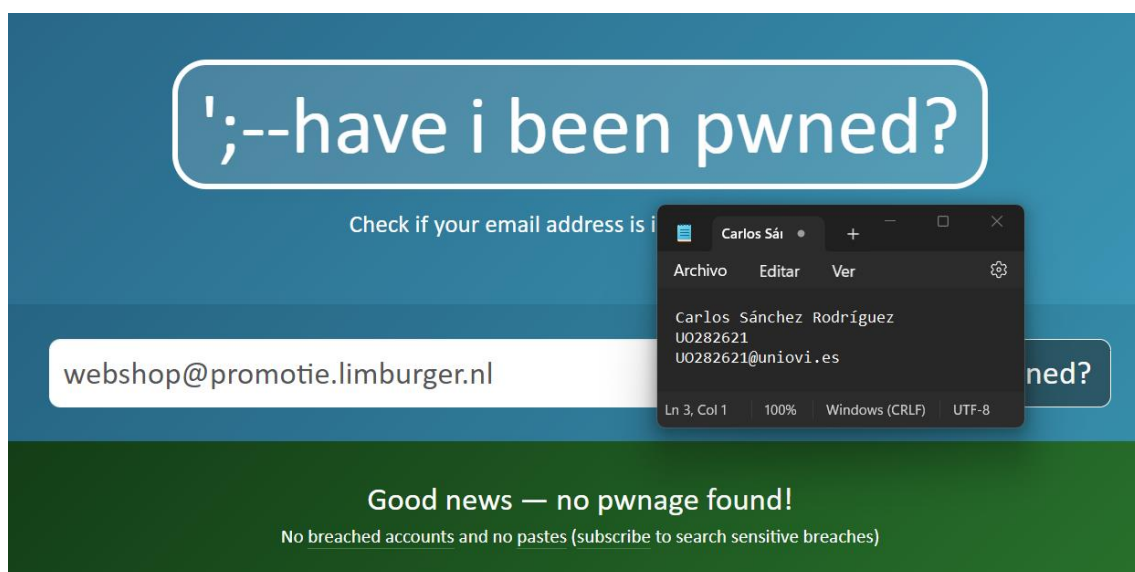 ';--have i been pwned?
Check if your email address is i
Carlos Sái
Archivo Editar Ver
Carlos Sánchez Rodríguez
UO282621
UO282621@uniovi.es
webshop@promotie.limburger.nl
ned?
Ln 3, Col 1 100% Windows (CRLF) UTF-8
Good news — no pwnage found!
No breached accounts and no pastes (subscribe to search sensitive breaches)